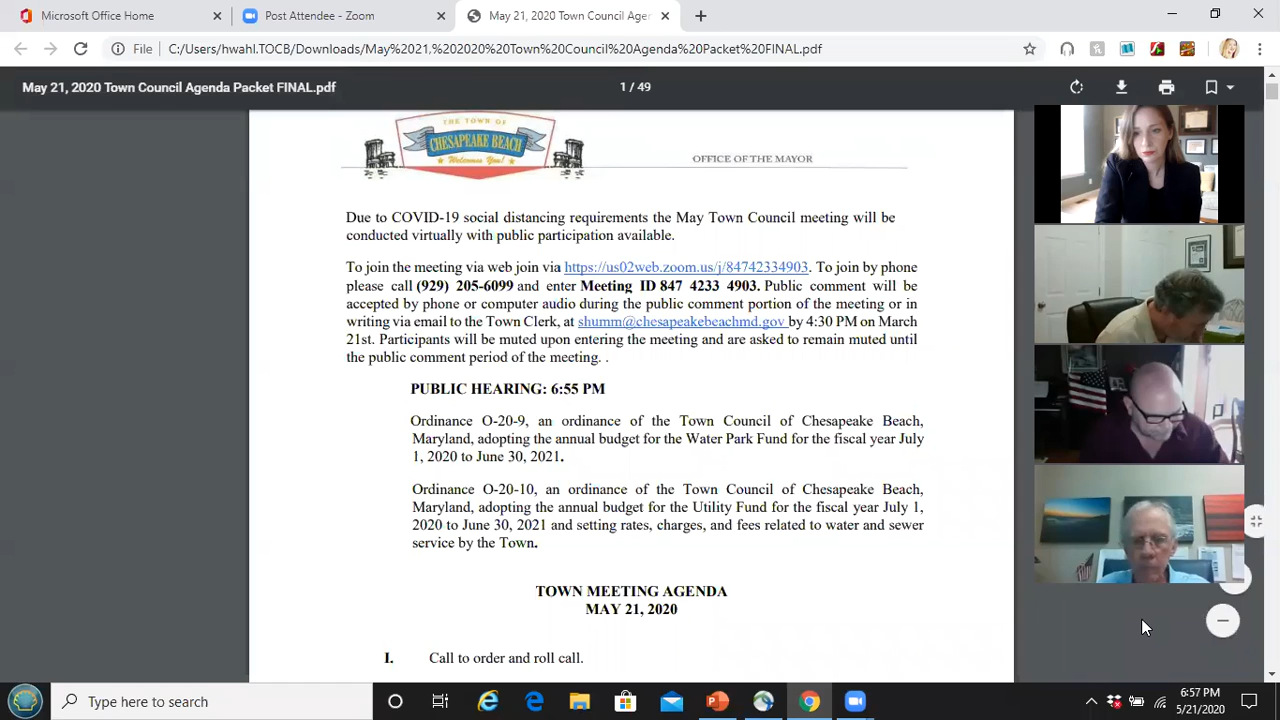 Microsoft Office Home
Post Attendee - Zoom
May 21, 2020 Town Council Agen
File C:/Users/hwahl.TOCB/Downloads/May%2021,%202020%20Town%20Council%20Agenda%20Packet%20FINAL.pdf
May 21, 2020 Town Council Agenda Packet FINAL.pdf
1 / 49
THE TOWN OF
CHESAPEAKE BEACH
Welcomes You!
OFFICE OF THE MAYOR
Due to COVID-19 social distancing requirements the May Town Council meeting will be
conducted virtually with public participation available.
To join the meeting via web join via https://us02web.zoom.us/j/84742334903. To join by phone
please call (929) 205-6099 and enter Meeting ID 847 4233 4903. Public comment will be
accepted by phone or computer audio during the public comment portion of the meeting or in
writing via email to the Town Clerk, at shumm@chesapeakebeachmd.gov by 4:30 PM on March
21st. Participants will be muted upon entering the meeting and are asked to remain muted until
the public comment period of the meeting. .
PUBLIC HEARING: 6:55 PM
Ordinance O-20-9, an ordinance of the Town Council of Chesapeake Beach,
Maryland, adopting the annual budget for the Water Park Fund for the fiscal year July
1, 2020 to June 30, 2021.
Ordinance O-20-10, an ordinance of the Town Council of Chesapeake Beach,
Maryland, adopting the annual budget for the Utility Fund for the fiscal year July 1,
2020 to June 30, 2021 and setting rates, charges, and fees related to water and sewer
service by the Town.
TOWN MEETING AGENDA
MAY 21, 2020
I. Call to order and roll call.
Type here to search
6:57 PM
5/21/2020